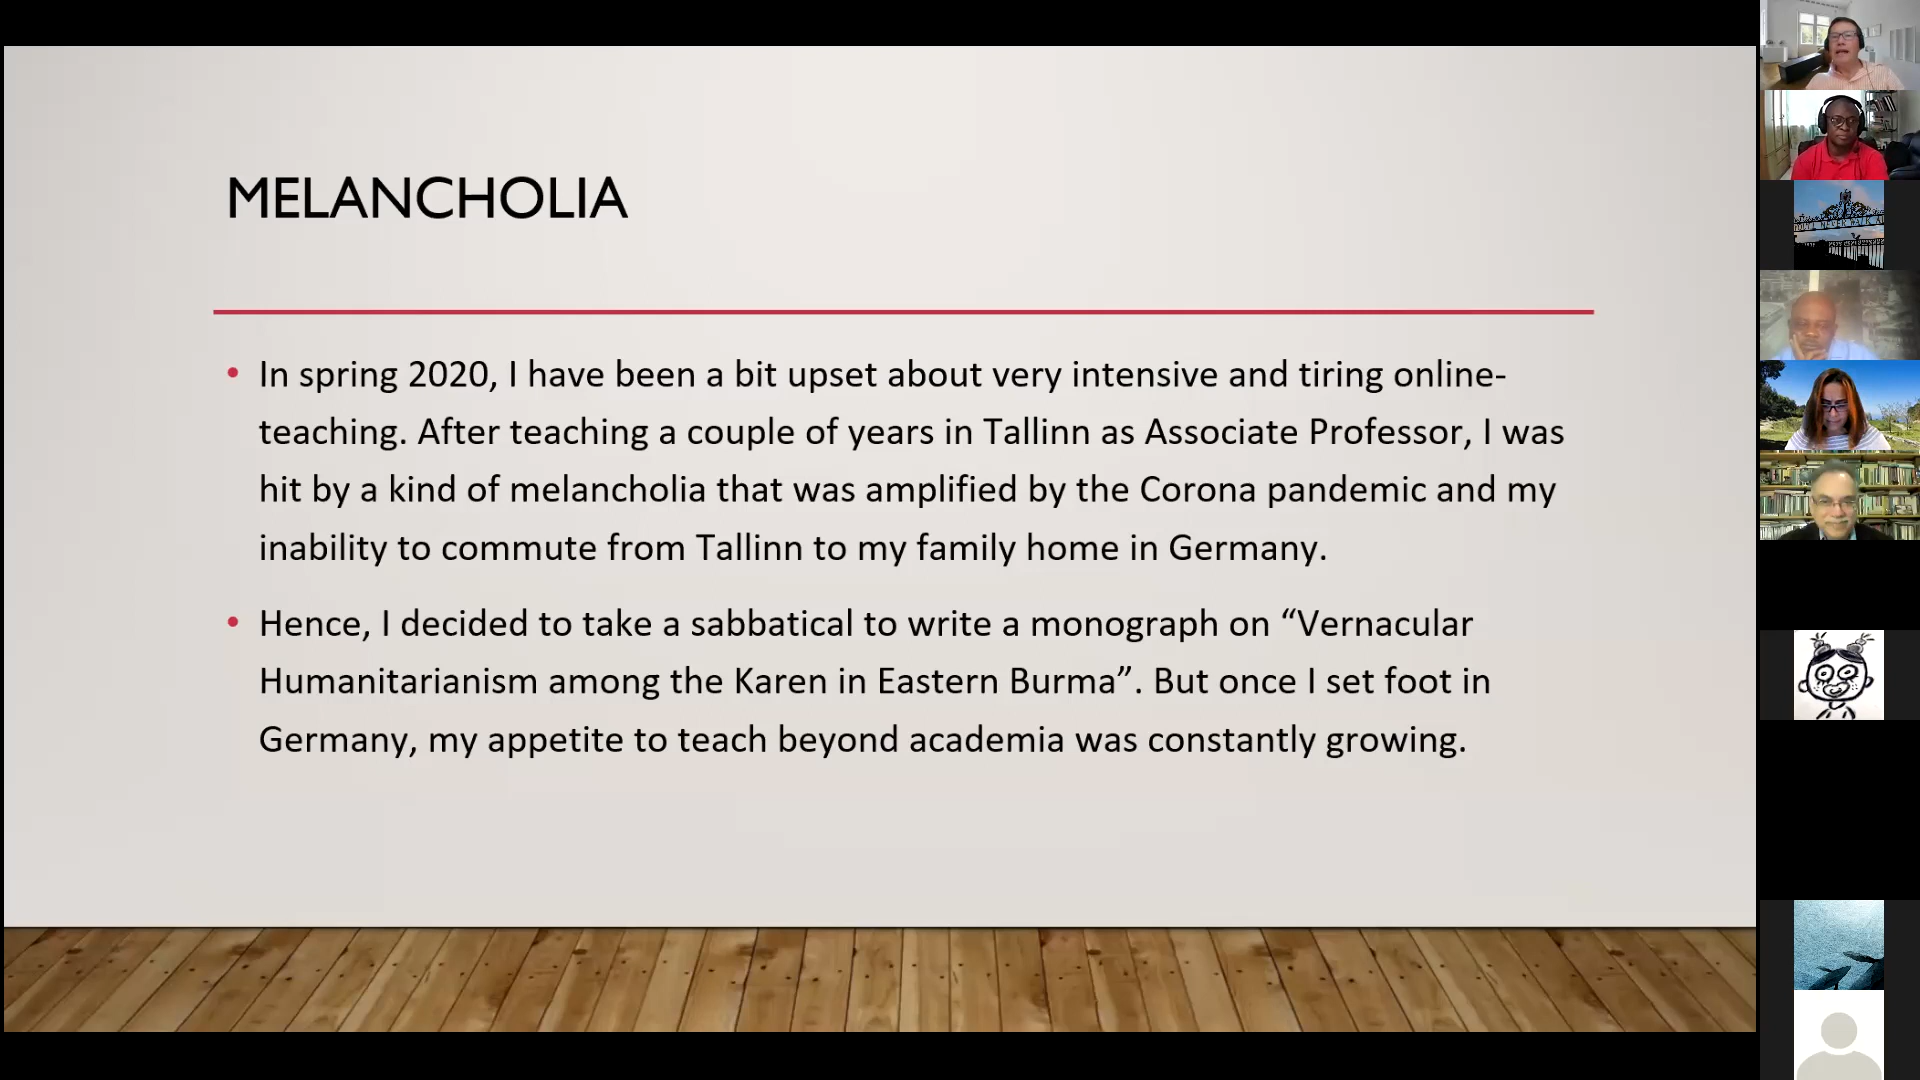 MELANCHOLIA
• In spring 2020, I have been a bit upset about very intensive and tiring online-
teaching. After teaching a couple of years in Tallinn as Associate Professor, I was
hit by a kind of melancholia that was amplified by the Corona pandemic and my
inability to commute from Tallinn to my family home in Germany.
• Hence, I decided to take a sabbatical to write a monograph on “Vernacular
Humanitarianism among the Karen in Eastern Burma”. But once I set foot in
Germany, my appetite to teach beyond academia was constantly growing.